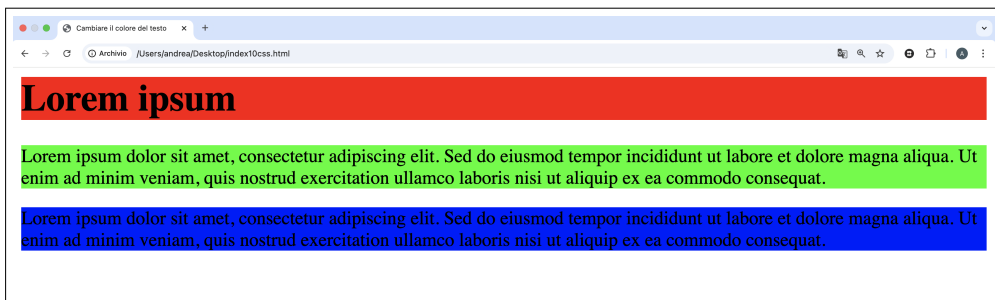 Cambiare il colore del testo
Archivio /Users/andrea/Desktop/index10css.html
A
Lorem ipsum
Lorem ipsum dolor sit amet, consectetur adipiscing elit. Sed do eiusmod tempor incididunt ut labore et dolore magna aliqua. Ut
enim ad minim veniam, quis nostrud exercitation ullamco laboris nisi ut aliquip ex ea commodo consequat.
Lorem ipsum dolor sit amet, consectetur adipiscing elit. Sed do eiusmod tempor incididunt ut labore et dolore magna aliqua. Ut
enim ad minim veniam, quis nostrud exercitation ullamco laboris nisi ut aliquip ex ea commodo consequat.